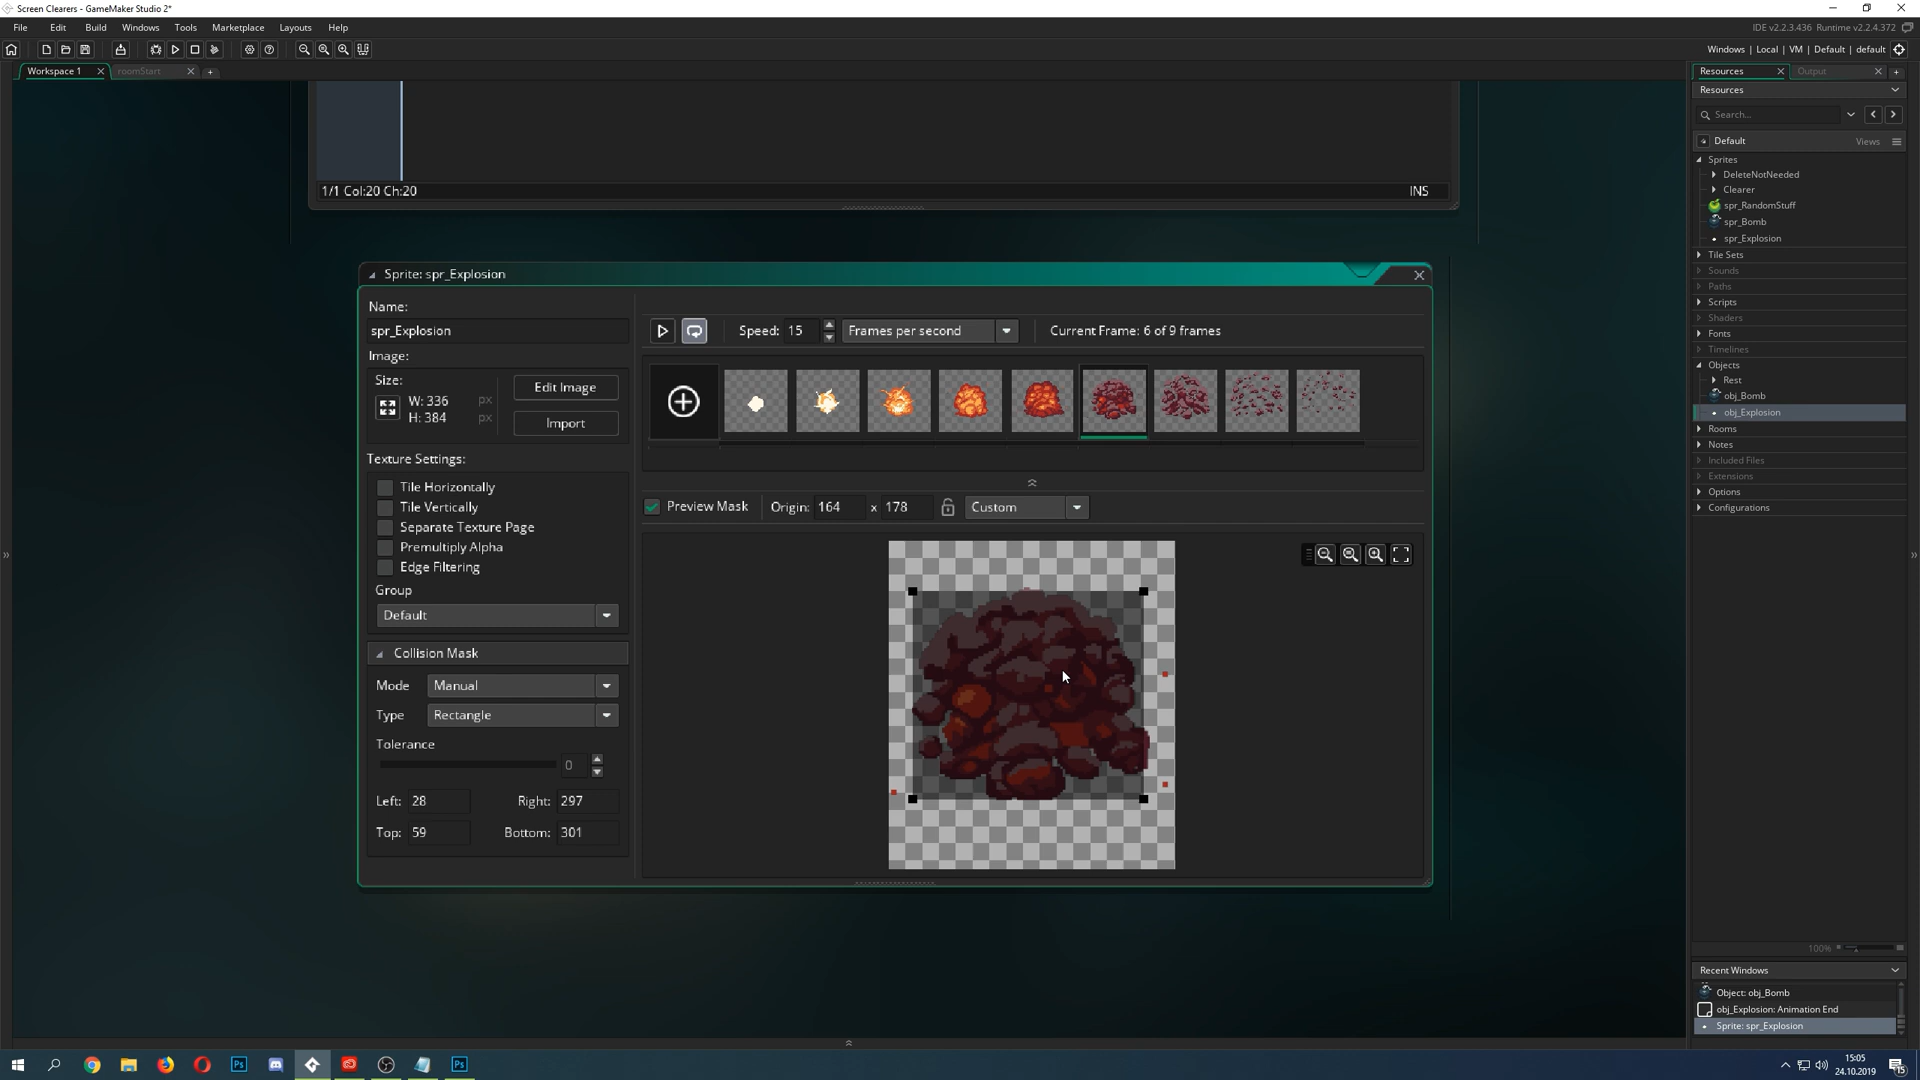 Screen Clearers - GameMaker Studio 2*
File Edit Build Windows Tools Marketplace Layouts Help
IDE v2.2.3.436 Runtime v2.2.4.372
Windows | Local | VM | Default | default
Workspace 1
roomStart
Resources
Output
Resources
Search...
Default
Views
Sprites
DeleteNotNeeded
Clearer
spr_RandomStuff
spr_Bomb
spr_Explosion
Tile Sets
Sounds
Paths
Scripts
Shaders
Fonts
Timelines
Objects
Rest
obj_Bomb
obj_Explosion
Rooms
Notes
Included Files
Extensions
Options
Configurations
100%
Recent Windows
Object: obj_Bomb
obj_Explosion: Animation End
Sprite: spr_Explosion
1/1 Col:20 Ch:20
INS
Sprite: spr_Explosion
Name:
spr_Explosion
Image:
Size:
W: 336 px
H: 384 px
Edit Image
Import
Texture Settings:
Tile Horizontally
Tile Vertically
Separate Texture Page
Premultiply Alpha
Edge Filtering
Group
Default
Collision Mask
Mode Manual
Type Rectangle
Tolerance
0
Left: 28 Right: 297
Top: 59 Bottom: 301
Speed: 15 Frames per second Current Frame: 6 of 9 frames
Preview Mask Origin: 164 x 178 Custom
15:05
24.10.2019
15